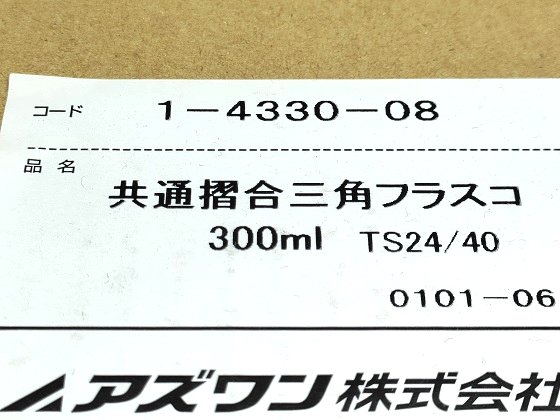 コード 1-4330-08
品名
共通摺合三角フラスコ
300ml TS24/40
0101-06
アズワン株式会社